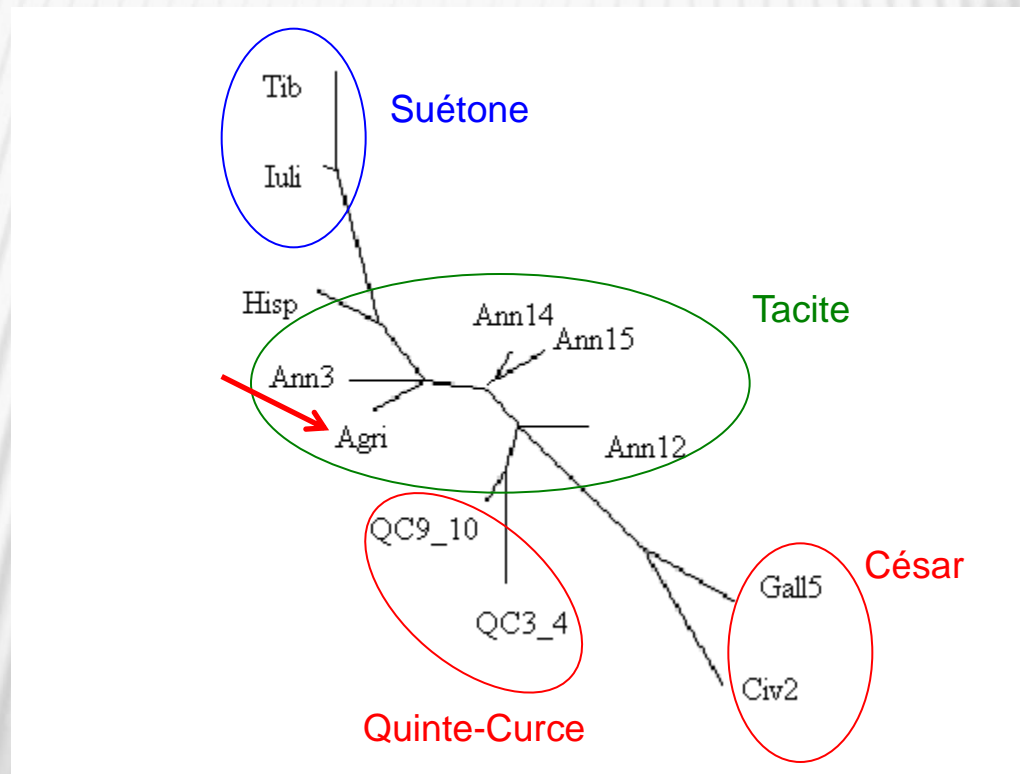 Tib
Suétone
Iuli
Hisp
Ann14
Tacite
Ann15
Ann3
Agri
Ann12
QC9_10
César
Gall5
QC3_4
Civ2
Quinte-Curce